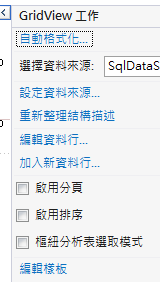 GridView 工作
自動格式化...
選擇資料來源: SqlDataS
設定資料來源...
重新整理結構描述
編輯資料行...
加入新資料行...
啟用分頁
啟用排序
樞紐分析表選取模式
編輯樣板